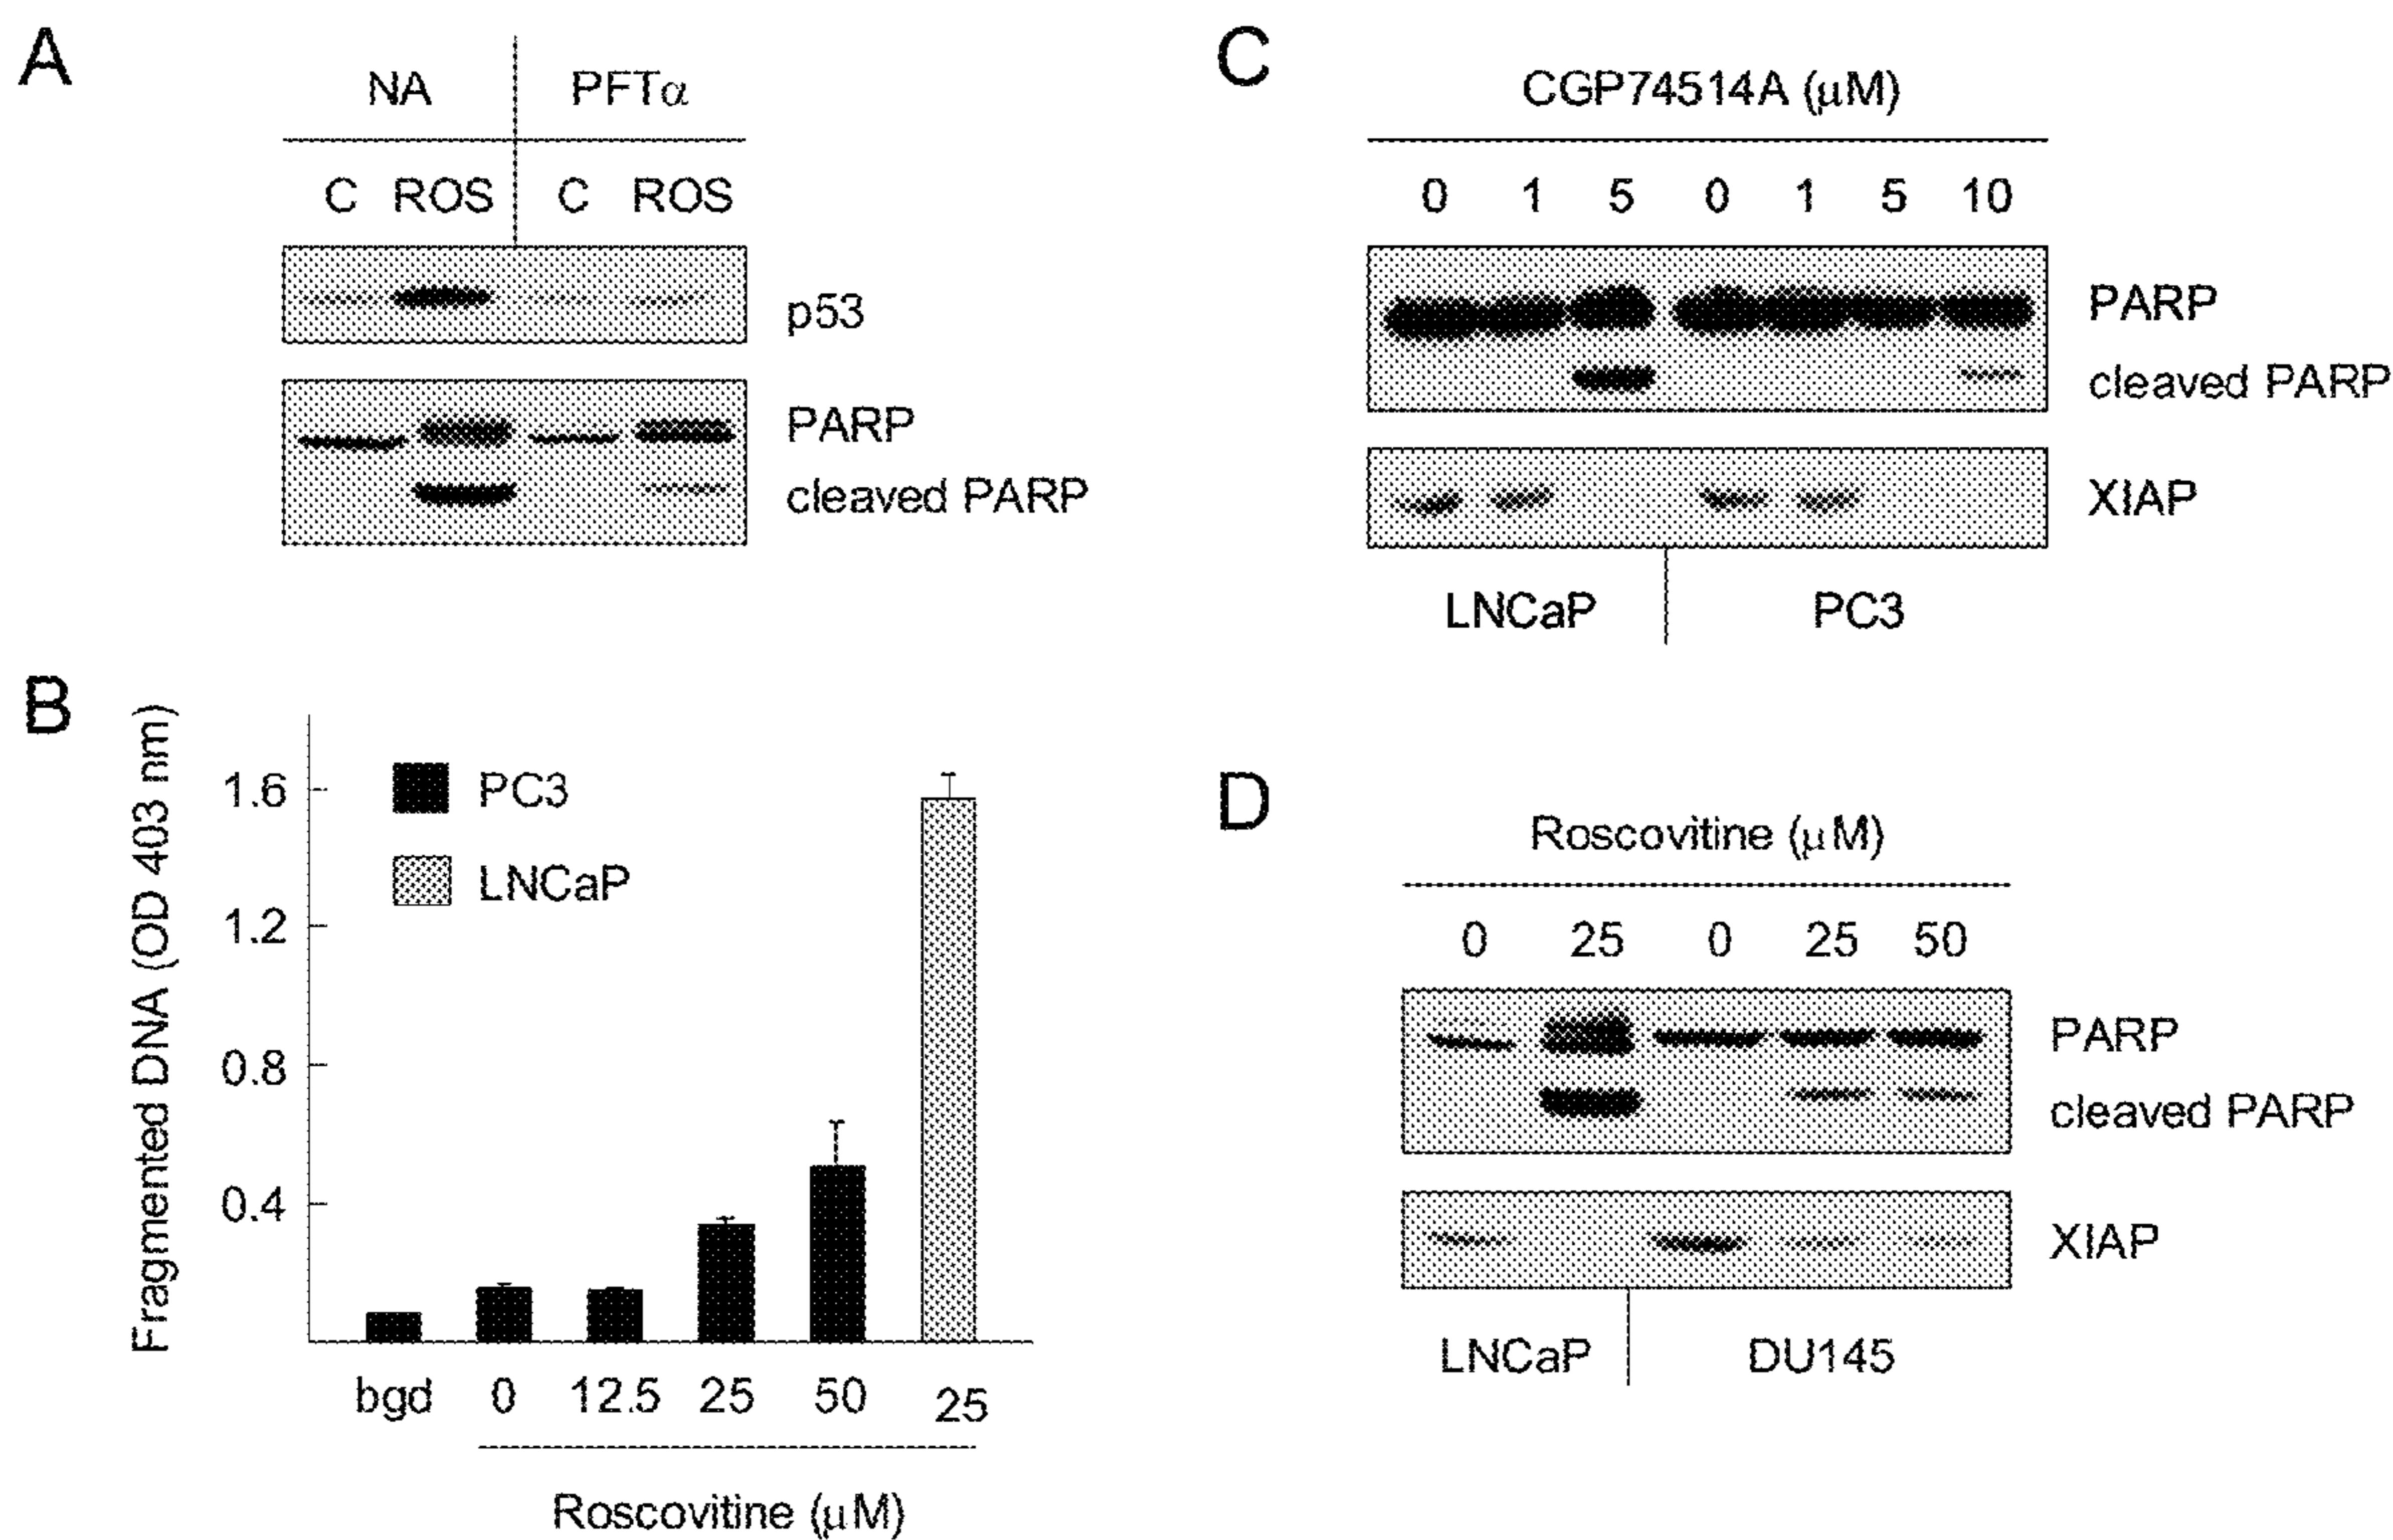 A
NA PFTα
C ROS C ROS
p53
PARP
cleaved PARP
B
Fragmented DNA (OD 403 nm)
1.6
1.2
0.8
0.4
PC3
LNCaP
bgd 0 12.5 25 50 25
Roscovitine (μM)
C
CGP74514A (μM)
0 1 5 0 1 5 10
PARP
cleaved PARP
XIAP
LNCaP PC3
D
Roscovitine (μM)
0 25 0 25 50
PARP
cleaved PARP
XIAP
LNCaP DU145